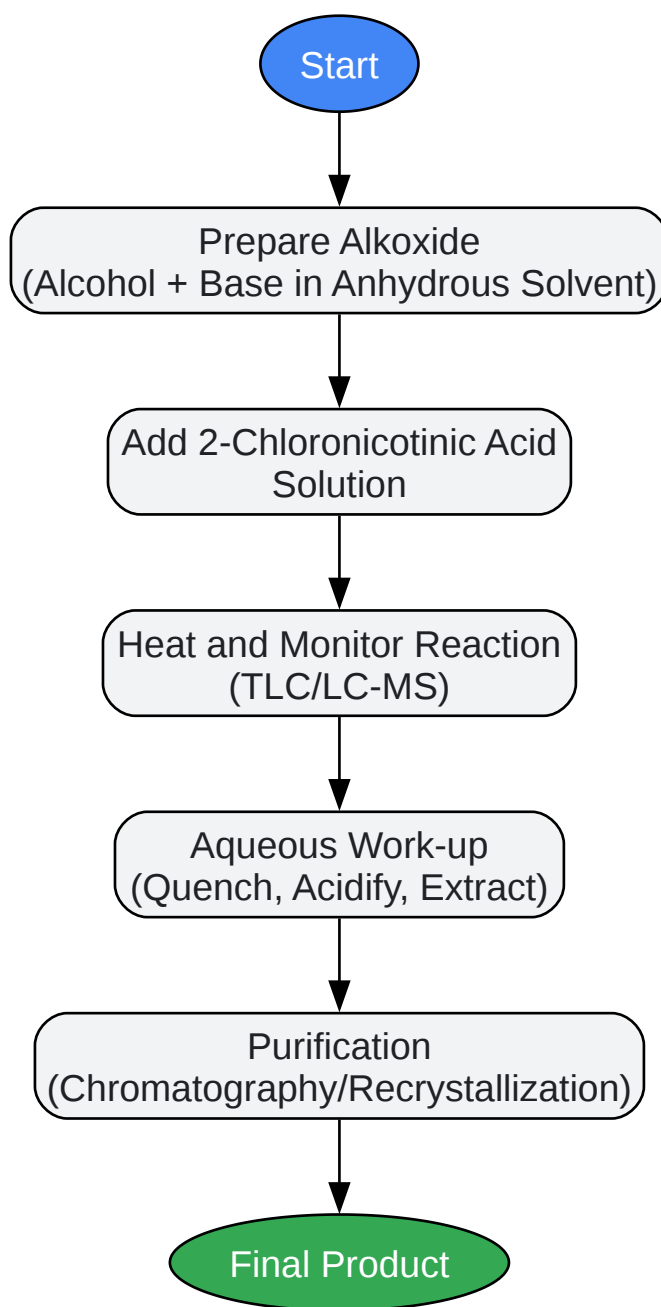 Start
Prepare Alkoxide
(Alcohol + Base in Anhydrous Solvent)
Add 2-Chloronicotinic Acid
Solution
Heat and Monitor Reaction
(TLC/LC-MS)
Aqueous Work-up
(Quench, Acidify, Extract)
Purification
(Chromatography/Recrystallization)
Final Product